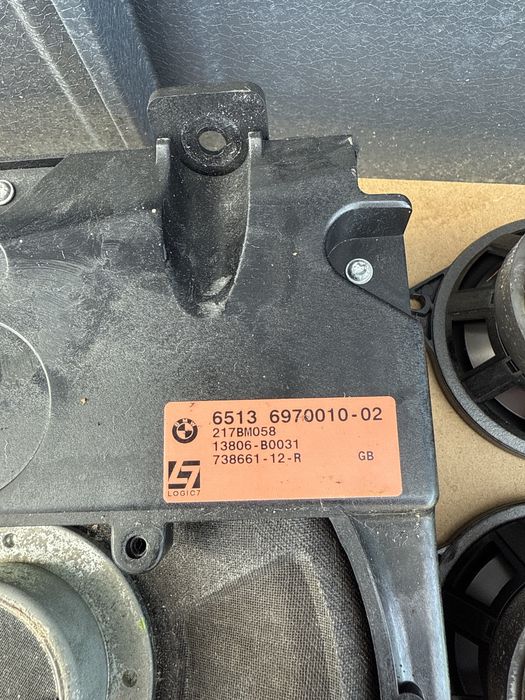 6513 6970010-02
217BM058
13806-B0031
738661-12-R GB
LOGIC7